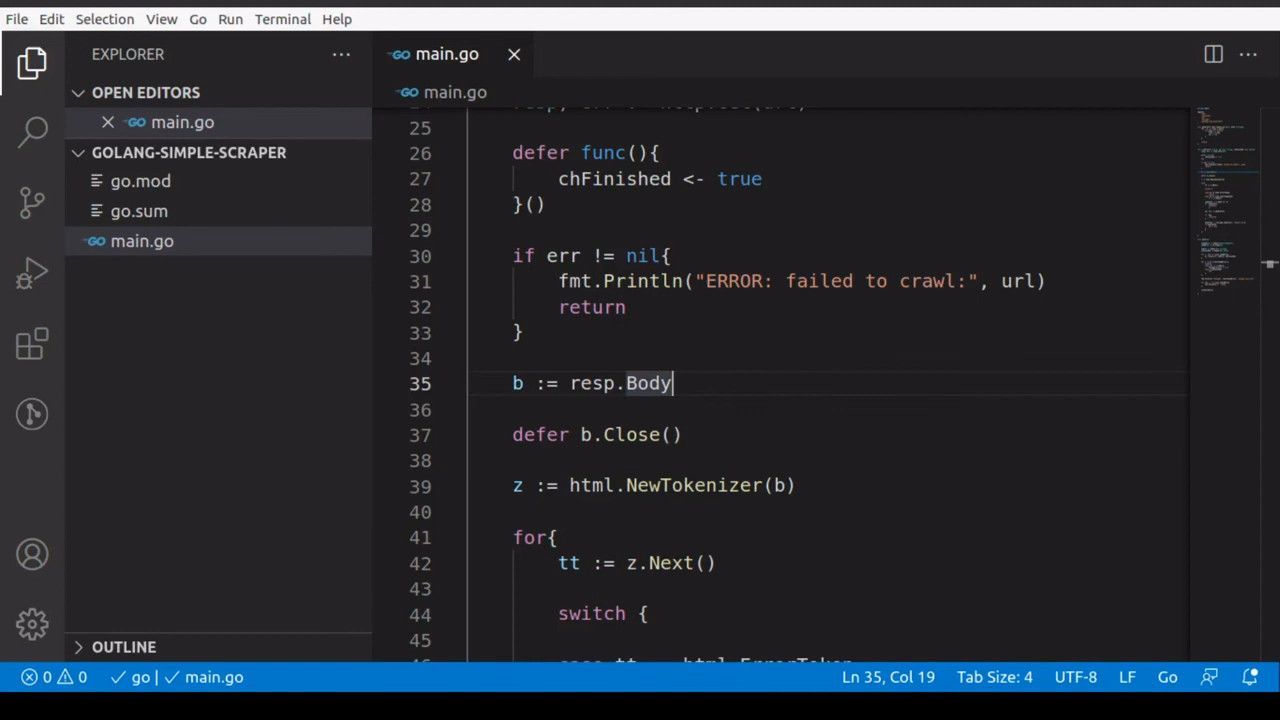 File Edit Selection View Go Run Terminal Help
EXPLORER
OPEN EDITORS
main.go
GOLANG-SIMPLE-SCRAPER
go.mod
go.sum
main.go
OUTLINE
main.go
main.go
25
26 defer func(){
27 chFinished <- true
28 }()
29
30 if err != nil{
31 fmt.Println("ERROR: failed to crawl:", url)
32 return
33 }
34
35 b := resp.Body
36
37 defer b.Close()
38
39 z := html.NewTokenizer(b)
40
41 for{
42 tt := z.Next()
43
44 switch {
45
0 0 go | main.go Ln 35, Col 19 Tab Size: 4 UTF-8 LF Go